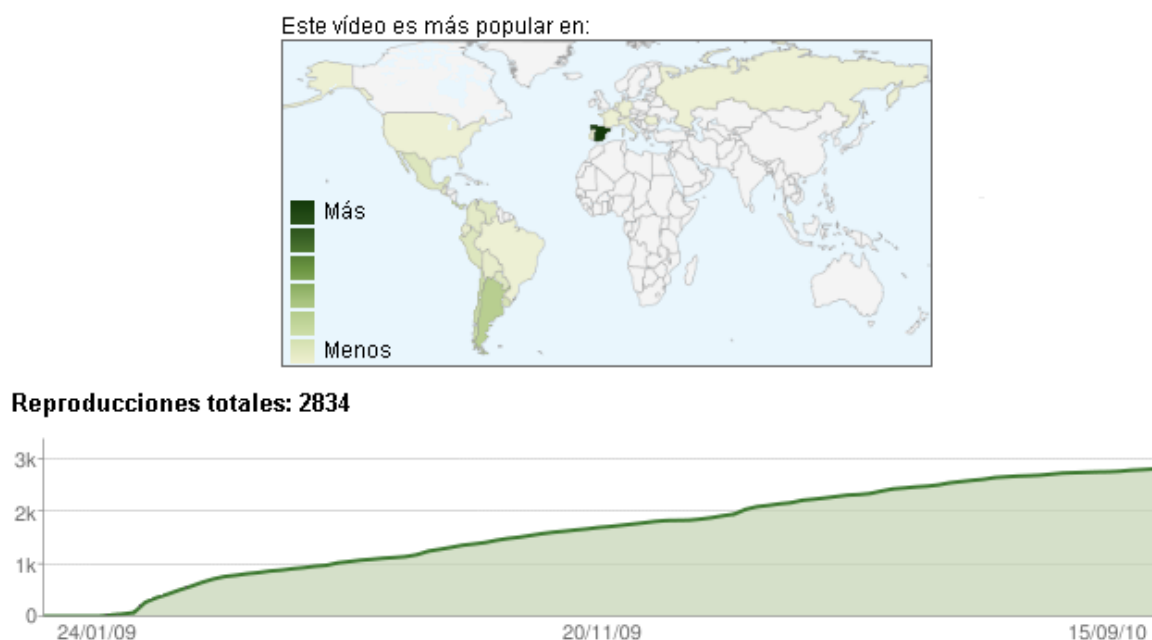 Este vídeo es más popular en:
Más
Menos
Reproducciones totales: 2834
3k
2k
1k
0
24/01/09 20/11/09 15/09/10